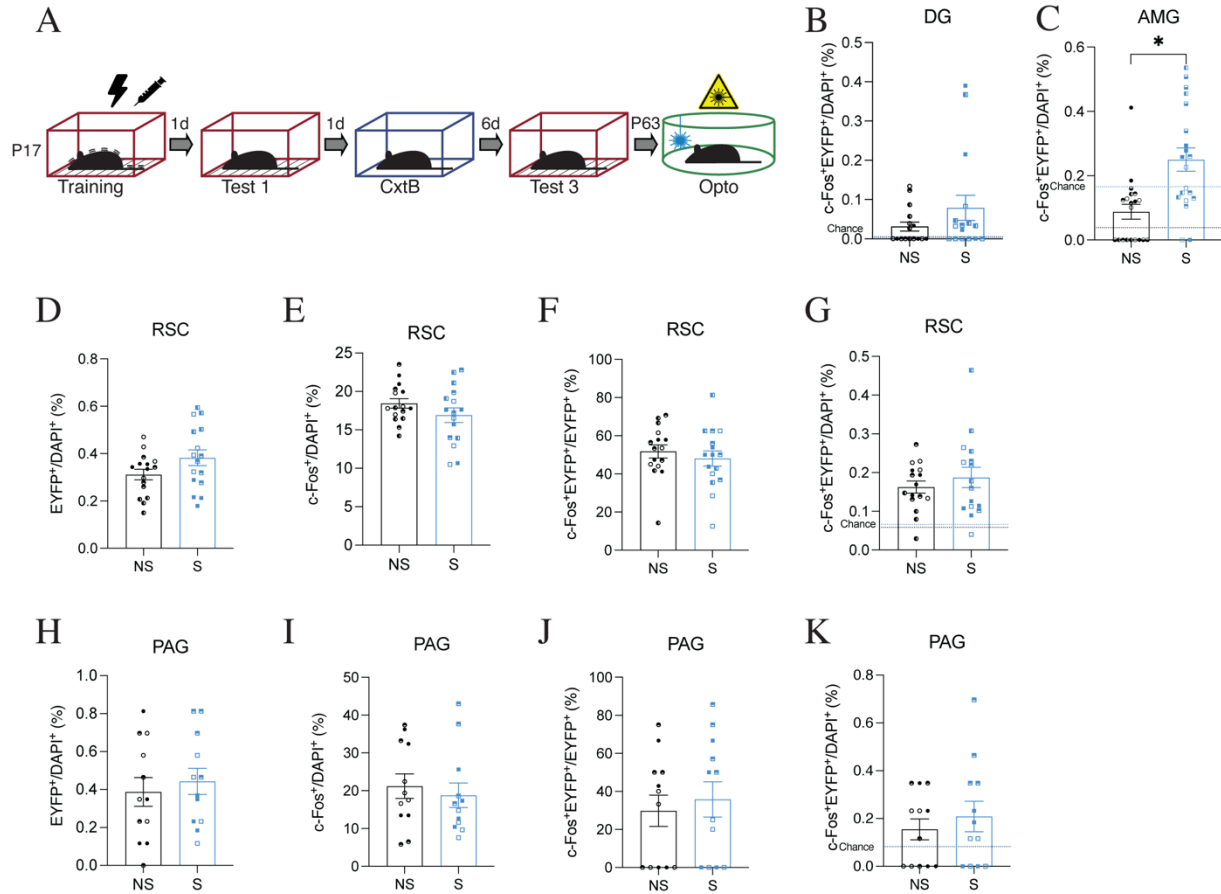 A
P17
Training
1d
Test 1
1d
CxtB
6d
Test 3
P63
Opto
B
DG
c-Fos⁺EYFP⁺/DAPI⁺ (%)
0.5
0.4
0.3
0.2
0.1
0.0
Chance
NS S
C
AMG
*
c-Fos⁺EYFP⁺/DAPI⁺ (%)
0.6
0.4
0.2
0.0
Chance
NS S
D
RSC
EYFP⁺/DAPI⁺ (%)
0.8
0.6
0.4
0.2
0.0
NS S
E
RSC
c-Fos⁺/DAPI⁺ (%)
25
20
15
10
5
0
NS S
F
RSC
c-Fos⁺EYFP⁺/EYFP⁺ (%)
100
80
60
40
20
0
NS S
G
RSC
c-Fos⁺EYFP⁺/DAPI⁺ (%)
0.5
0.4
0.3
0.2
0.1
0.0
Chance
NS S
H
PAG
EYFP⁺/DAPI⁺ (%)
1.0
0.8
0.6
0.4
0.2
0.0
NS S
I
PAG
c-Fos⁺/DAPI⁺ (%)
50
40
30
20
10
0
NS S
J
PAG
c-Fos⁺EYFP⁺/EYFP⁺ (%)
100
80
60
40
20
0
NS S
K
PAG
c-Fos⁺EYFP⁺/DAPI⁺ (%)
0.8
0.6
0.4
0.2
0.0
Chance
NS S